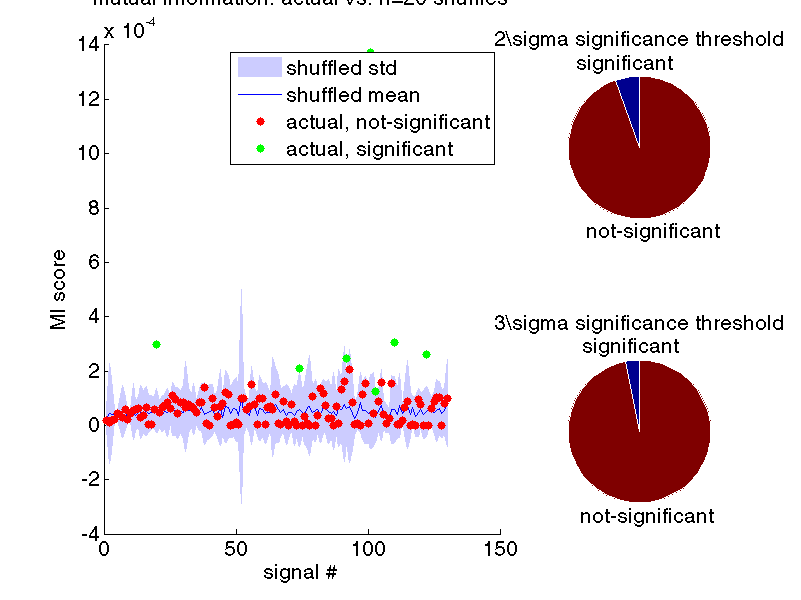 mutual information: actual vs. n=20 shuffles
x 10-4
14
12
10
8
6
4
2
0
-2
-4
MI score
0 50 100 150
signal #
shuffled std
shuffled mean
actual, not-significant
actual, significant
2\sigma significance threshold
significant
not-significant
3\sigma significance threshold
significant
not-significant